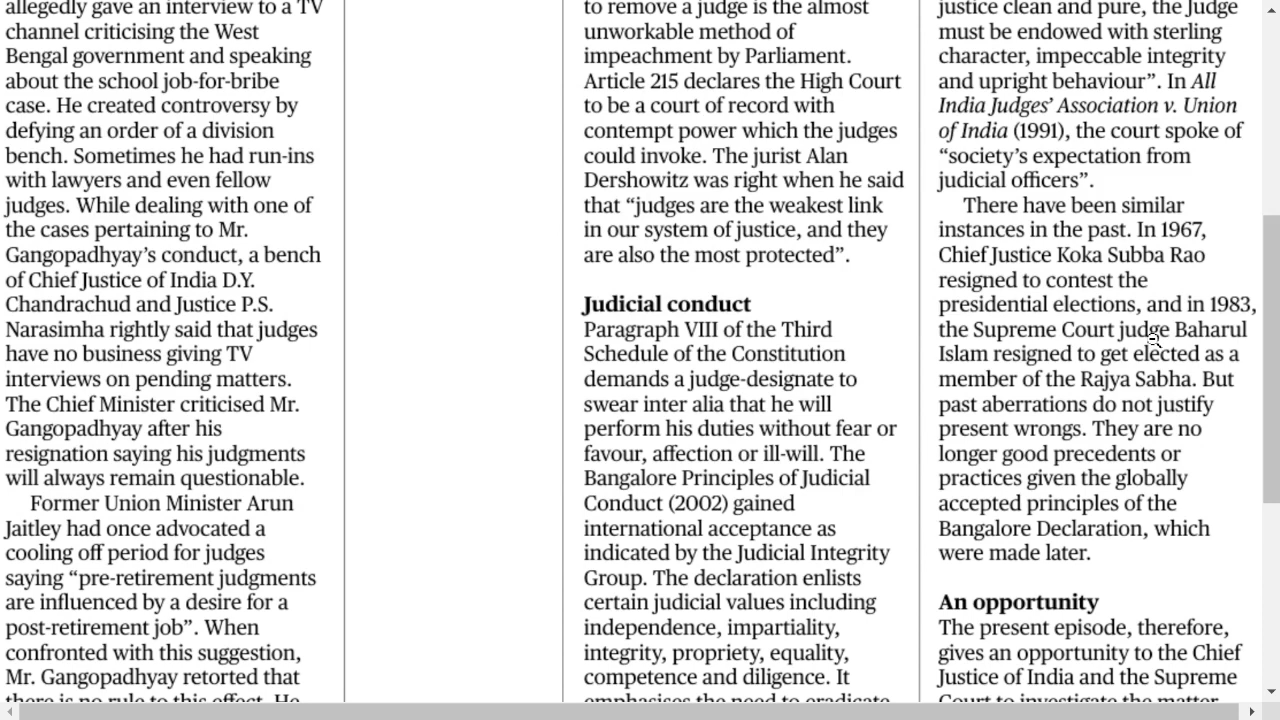 allegedly gave an interview to a TV
channel criticising the West
Bengal government and speaking
about the school job-for-bribe
case. He created controversy by
defying an order of a division
bench. Sometimes he had run-ins
with lawyers and even fellow
judges. While dealing with one of
the cases pertaining to Mr.
Gangopadhyay’s conduct, a bench
of Chief Justice of India D.Y.
Chandrachud and Justice P.S.
Narasimha rightly said that judges
have no business giving TV
interviews on pending matters.
The Chief Minister criticised Mr.
Gangopadhyay after his
resignation saying his judgments
will always remain questionable.
Former Union Minister Arun
Jaitley had once advocated a
cooling off period for judges
saying “pre-retirement judgments
are influenced by a desire for a
post-retirement job”. When
confronted with this suggestion,
Mr. Gangopadhyay retorted that
there is no rule to this effect. He
to remove a judge is the almost
unworkable method of
impeachment by Parliament.
Article 215 declares the High Court
to be a court of record with
contempt power which the judges
could invoke. The jurist Alan
Dershowitz was right when he said
that “judges are the weakest link
in our system of justice, and they
are also the most protected”.
Judicial conduct
Paragraph VIII of the Third
Schedule of the Constitution
demands a judge-designate to
swear inter alia that he will
perform his duties without fear or
favour, affection or ill-will. The
Bangalore Principles of Judicial
Conduct (2002) gained
international acceptance as
indicated by the Judicial Integrity
Group. The declaration enlists
certain judicial values including
independence, impartiality,
integrity, propriety, equality,
competence and diligence. It
emphasises the need to eradicate
justice clean and pure, the Judge
must be endowed with sterling
character, impeccable integrity
and upright behaviour”. In All
India Judges’ Association v. Union
of India (1991), the court spoke of
“society’s expectation from
judicial officers”.
There have been similar
instances in the past. In 1967,
Chief Justice Koka Subba Rao
resigned to contest the
presidential elections, and in 1983,
the Supreme Court judge Baharul
Islam resigned to get elected as a
member of the Rajya Sabha. But
past aberrations do not justify
present wrongs. They are no
longer good precedents or
practices given the globally
accepted principles of the
Bangalore Declaration, which
were made later.
An opportunity
The present episode, therefore,
gives an opportunity to the Chief
Justice of India and the Supreme
Court to investigate the matter